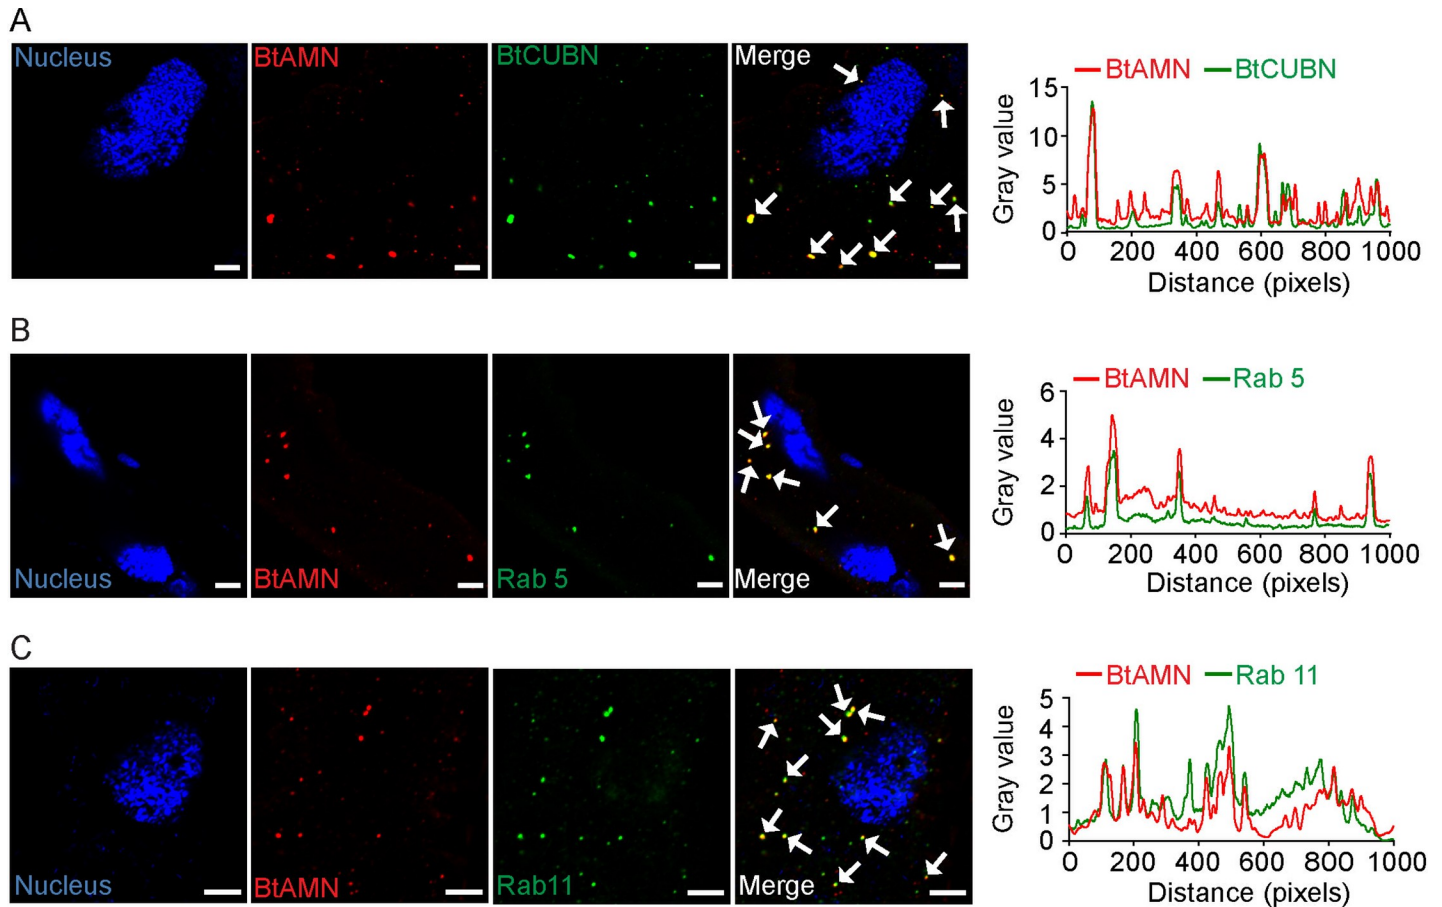 A
Nucleus
BtAMN
BtCUBN
Merge
BtAMN BtCUBN
Gray value
15
10
5
0
0 200 400 600 800 1000
Distance (pixels)
B
Nucleus
BtAMN
Rab 5
Merge
BtAMN Rab 5
Gray value
6
4
2
0
0 200 400 600 800 1000
Distance (pixels)
C
Nucleus
BtAMN
Rab11
Merge
BtAMN Rab 11
Gray value
5
4
3
2
1
0
0 200 400 600 800 1000
Distance (pixels)